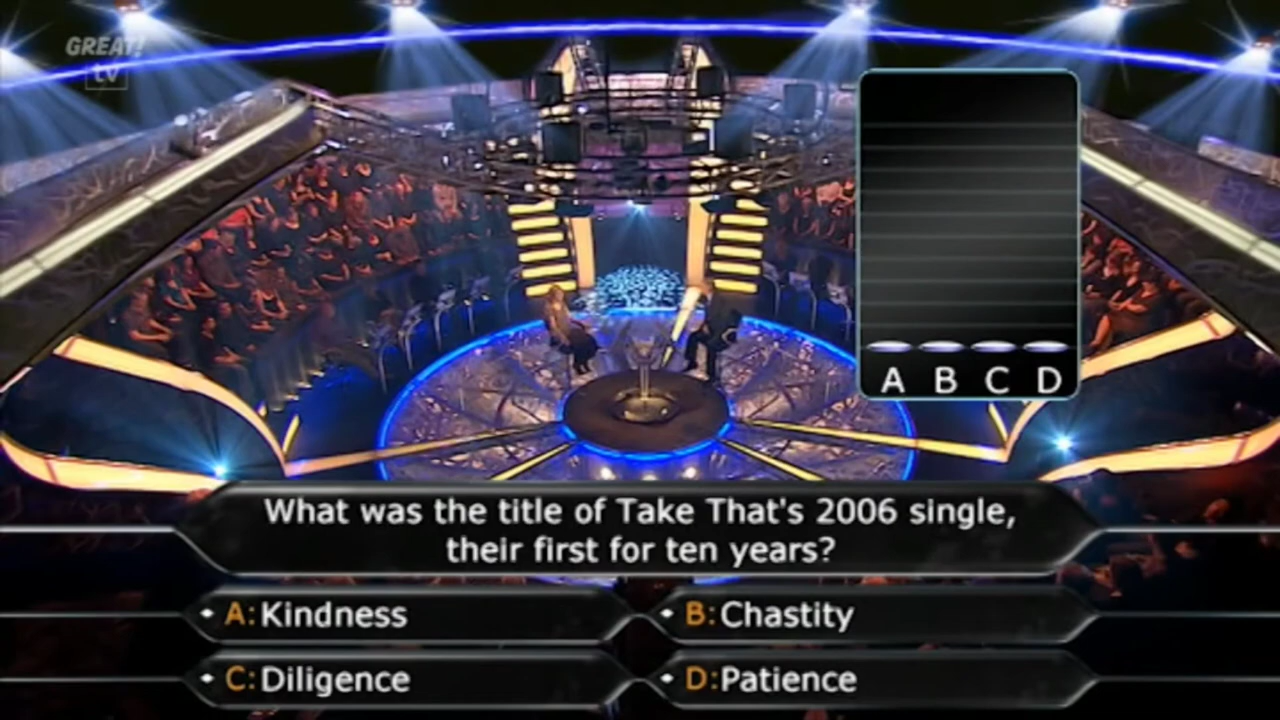 GREAT!
tv
A B C D
What was the title of Take That's 2006 single,
their first for ten years?
A: Kindness
B: Chastity
C: Diligence
D: Patience